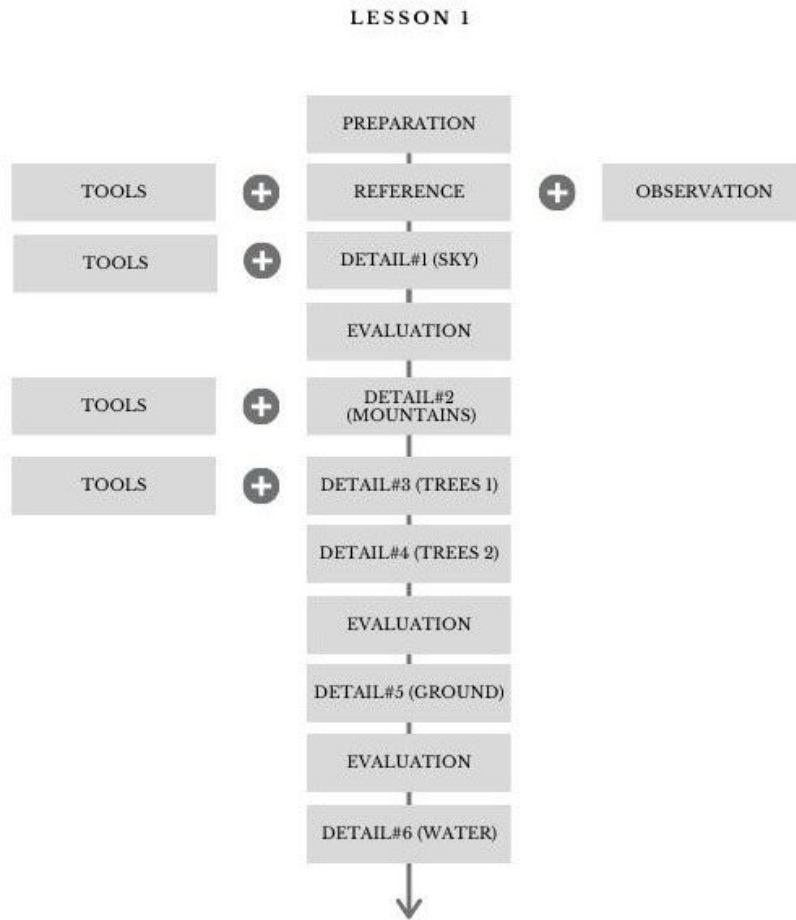 LESSON 1
PREPARATION
TOOLS
REFERENCE
OBSERVATION
TOOLS
DETAIL#1 (SKY)
EVALUATION
TOOLS
DETAIL#2
(MOUNTAINS)
TOOLS
DETAIL#3 (TREES 1)
DETAIL#4 (TREES 2)
EVALUATION
DETAIL#5 (GROUND)
EVALUATION
DETAIL#6 (WATER)